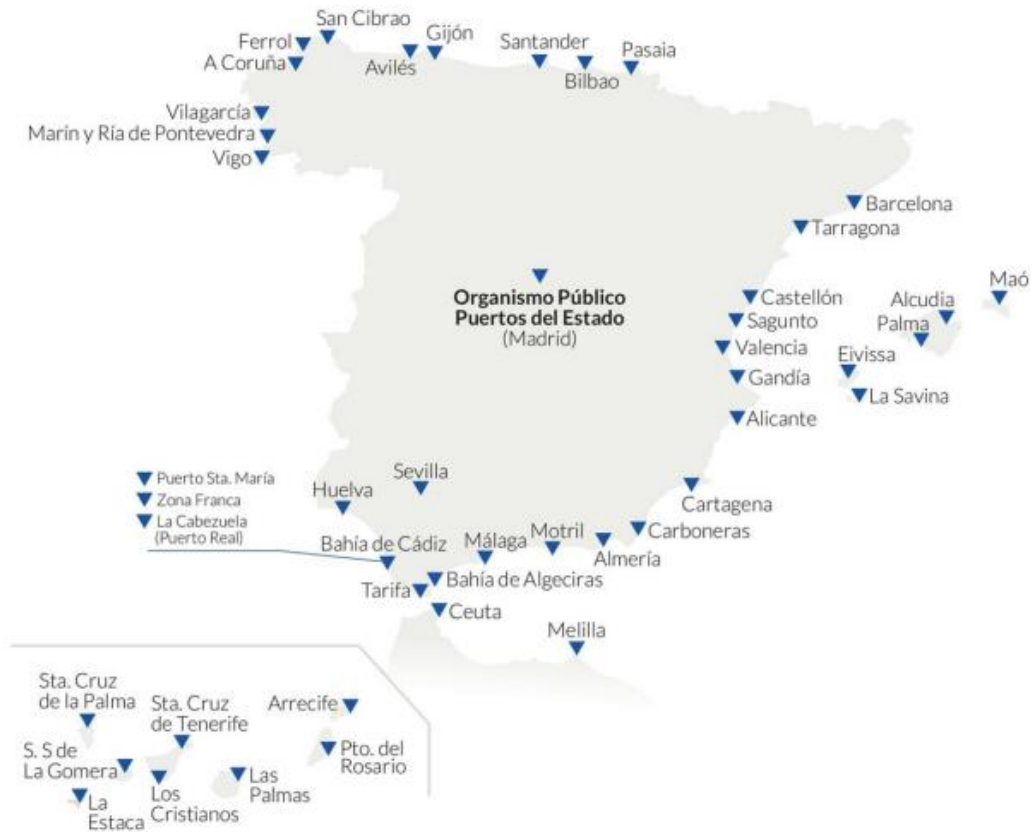 San Cibrao
Ferrol
A Coruña
Avilés
Gijón
Santander
Bilbao
Pasaia
Vilagarcía
Marín y Ría de Pontevedra
Vigo
Barcelona
Tarragona
Organismo Público
Puertos del Estado
(Madrid)
Castellón
Sagunto
Valencia
Gandía
Alicante
Maó
Alcudia
Palma
Eivissa
La Savina
Puerto Sta. María
Zona Franca
La Cabezuela
(Puerto Real)
Sevilla
Huelva
Bahía de Cádiz
Málaga
Motril
Almería
Cartagena
Carboneras
Bahía de Algeciras
Tarifa
Ceuta
Melilla
Sta. Cruz
de la Palma
Sta. Cruz
de Tenerife
Arrecife
S. S de
La Gomera
La
Estaca
Los
Cristianos
Las
Palmas
Pto. del
Rosario